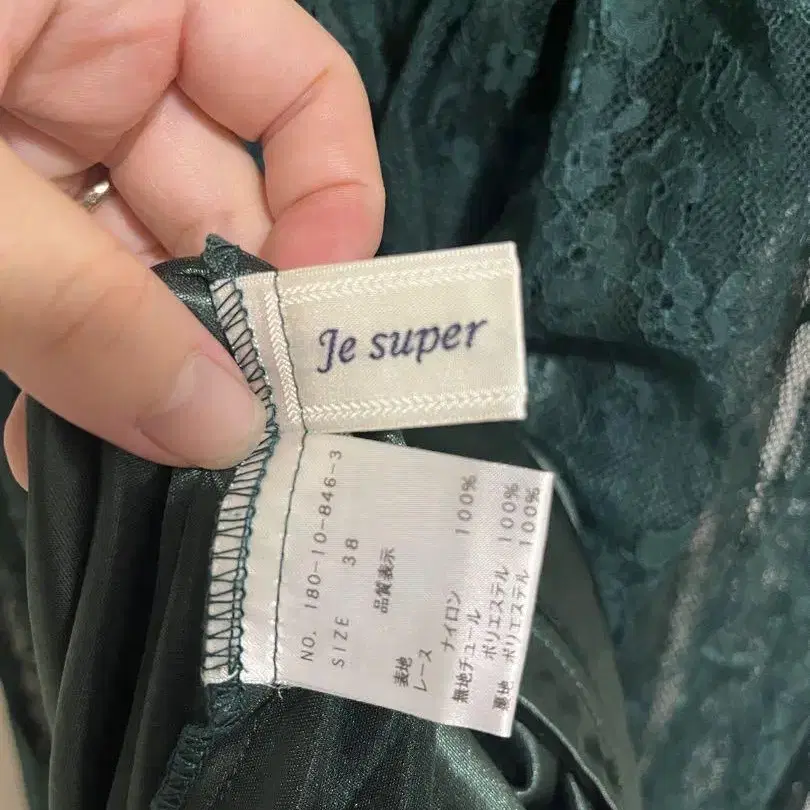 Je super
NO. 180-10-846-3
SIZE 38
品質表示
表地
レース ナイロン 100%
無地チュール
ポリエステル 100%
裏地 ポリエステル 100%